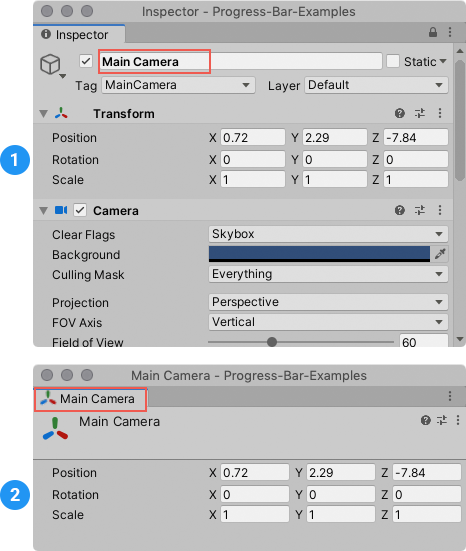 Inspector - Progress-Bar-Examples
Inspector
Main Camera
Static
Tag MainCamera Layer Default
Transform
Position X 0.72 Y 2.29 Z -7.84
Rotation X 0 Y 0 Z 0
Scale X 1 Y 1 Z 1
1
Camera
Clear Flags Skybox
Background
Culling Mask Everything
Projection Perspective
FOV Axis Vertical
Field of View 60
Main Camera - Progress-Bar-Examples
Main Camera
Main Camera
Position X 0.72 Y 2.29 Z -7.84
2
Rotation X 0 Y 0 Z 0
Scale X 1 Y 1 Z 1